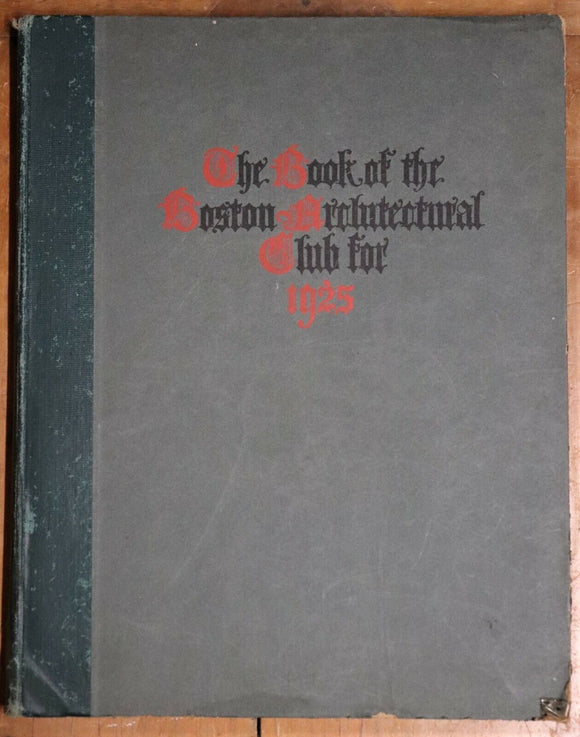 The Book of the
Boston Architectural
Club for
1925